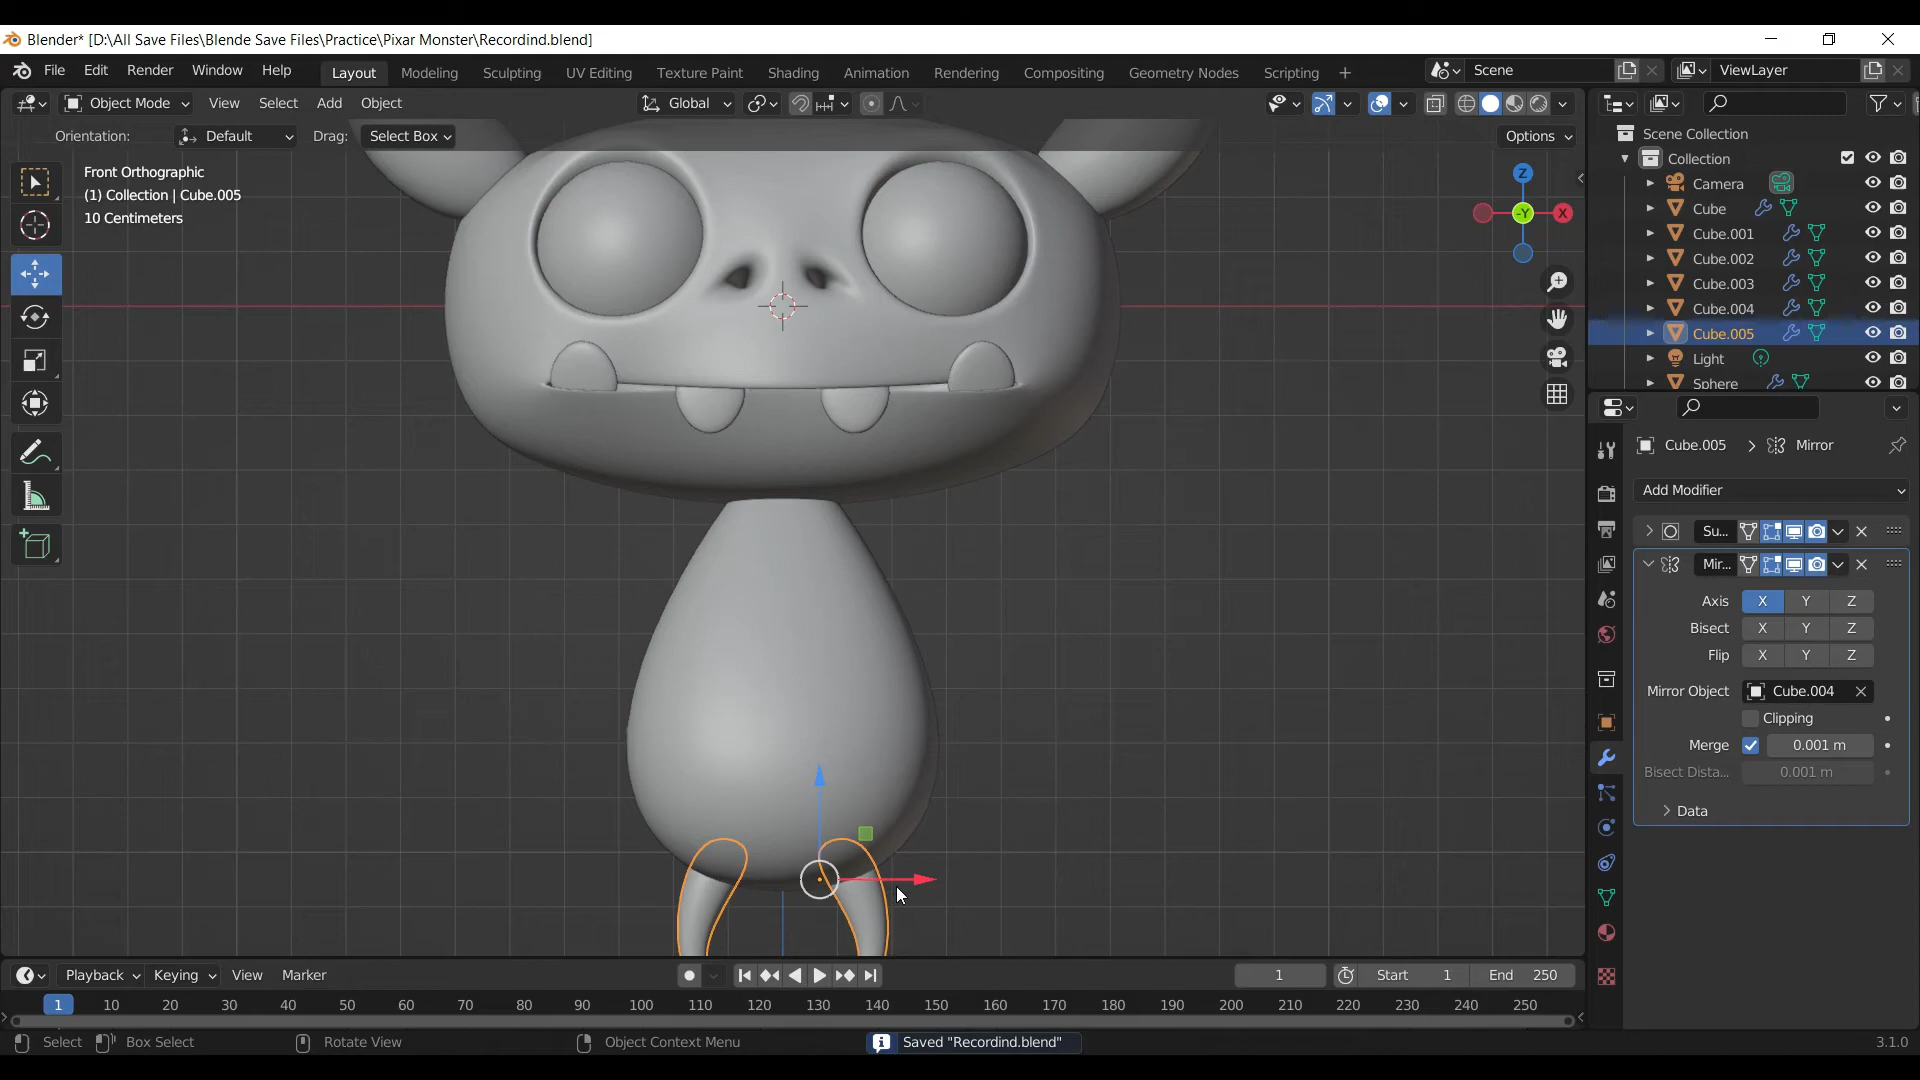 Blender* [D:\All Save Files\Blende Save Files\Practice\Pixar Monster\Recordind.blend]
File Edit Render Window Help Layout Modeling Sculpting UV Editing Texture Paint Shading Animation Rendering Compositing Geometry Nodes Scripting + Scene ViewLayer
Object Mode View Select Add Object Global
Orientation: Default Drag: Select Box Options
Front Orthographic
(1) Collection | Cube.005
10 Centimeters
Z
-Y
X
Scene Collection
Collection
Camera
Cube
Cube.001
Cube.002
Cube.003
Cube.004
Cube.005
Light
Sphere
Cube.005 > Mirror
Add Modifier
Su...
Mir...
Axis X Y Z
Bisect X Y Z
Flip X Y Z
Mirror Object Cube.004
Clipping
Merge 0.001 m
Bisect Dista... 0.001 m
Data
Playback Keying View Marker 1 Start 1 End 250
1 10 20 30 40 50 60 70 80 90 100 110 120 130 140 150 160 170 180 190 200 210 220 230 240 250
Select Box Select Rotate View Object Context Menu Saved "Recordind.blend" 3.1.0